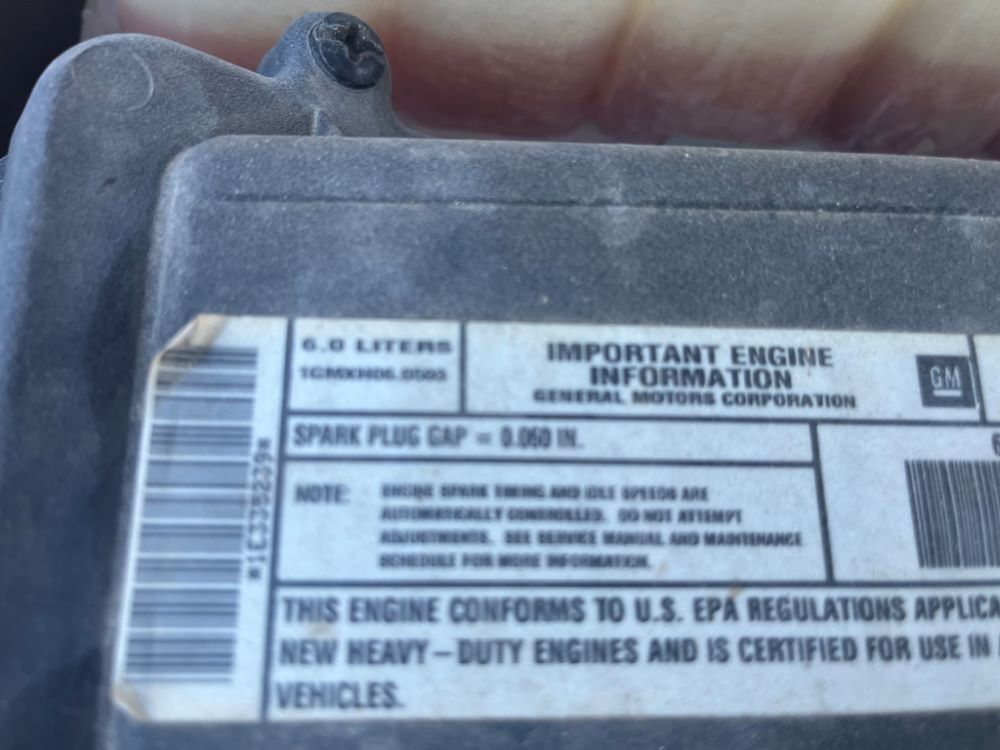 6.0 LITERS
IMPORTANT ENGINE
INFORMATION
GENERAL MOTORS CORPORATION
GM
SPARK PLUG GAP = 0.060 IN.
NOTE: ENGINE SPARK TIMING AND IDLE SPEEDS ARE
AUTOMATICALLY CONTROLLED. DO NOT ATTEMPT
ADJUSTMENTS. SEE SERVICE MANUAL AND MAINTENANCE
SCHEDULE FOR MORE INFORMATION.
THIS ENGINE CONFORMS TO U.S. EPA REGULATIONS APPLICA
NEW HEAVY-DUTY ENGINES AND IS CERTIFIED FOR USE IN
VEHICLES.